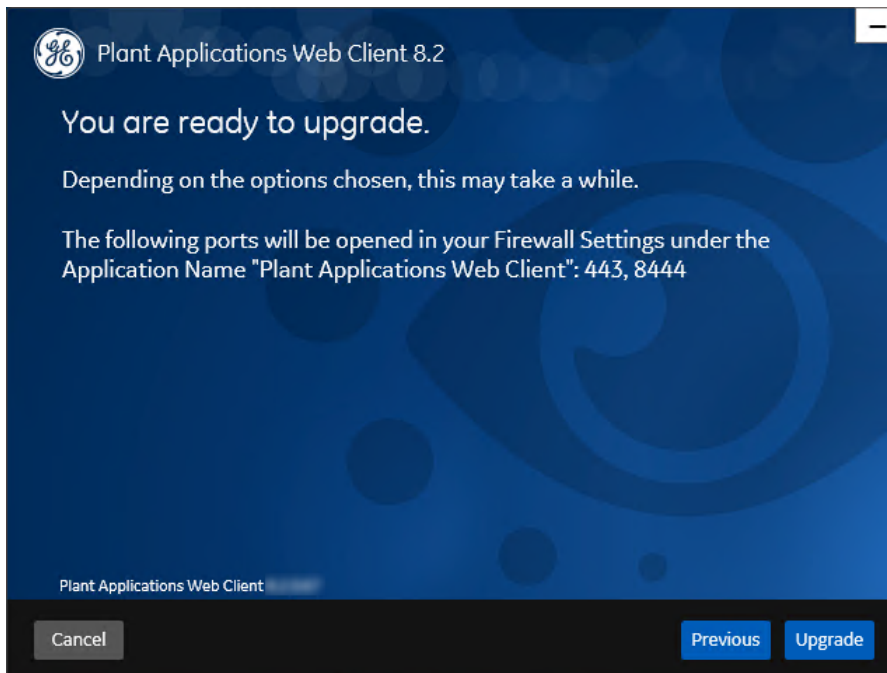 Plant Applications Web Client 8.2
You are ready to upgrade.
Depending on the options chosen, this may take a while.
The following ports will be opened in your Firewall Settings under the
Application Name "Plant Applications Web Client": 443, 8444
Plant Applications Web Client
Cancel
Previous
Upgrade